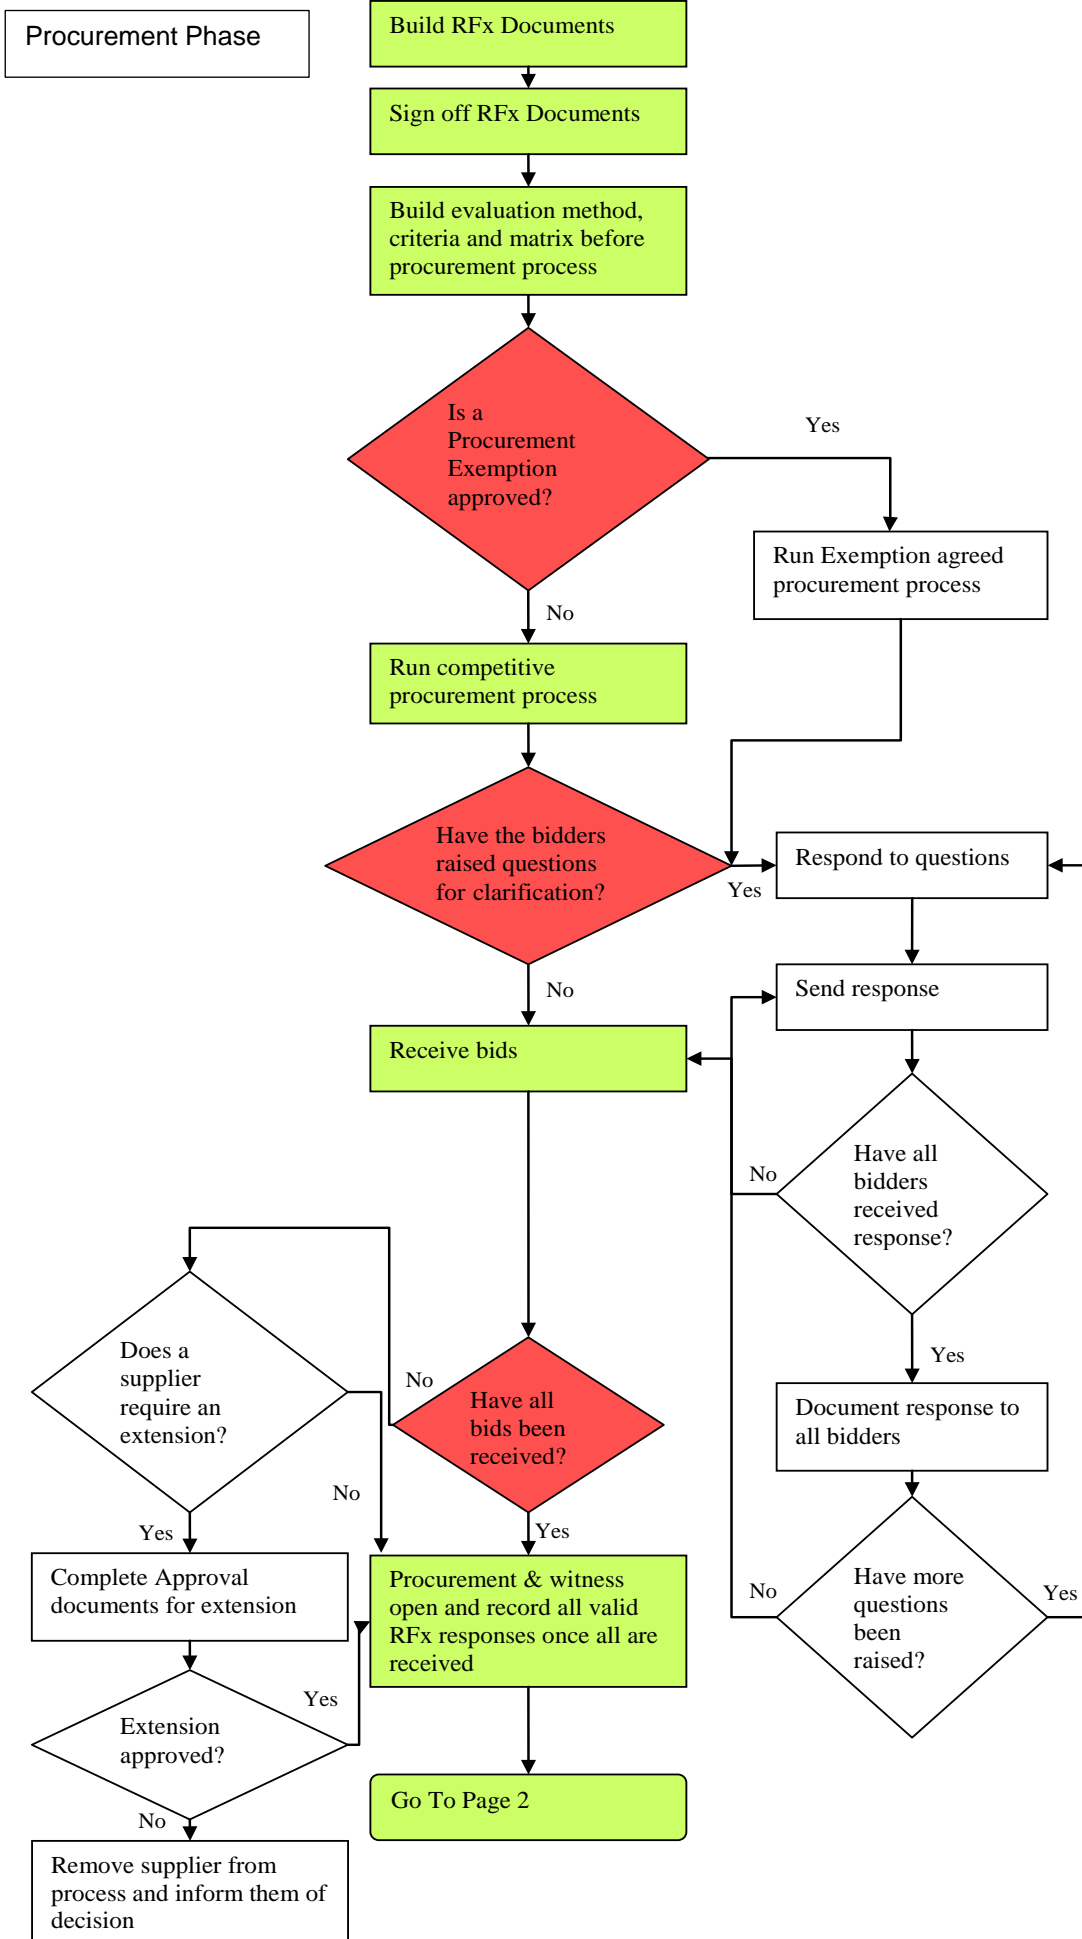 Procurement Phase
Build RFx Documents
Sign off RFx Documents
Build evaluation method,
criteria and matrix before
procurement process
Is a
Procurement
Exemption
approved?
Yes
Run Exemption agreed
procurement process
No
Run competitive
procurement process
Have the bidders
raised questions
for clarification?
Yes
Respond to questions
No
Send response
Receive bids
Have all
bidders
received
response?
No
Yes
Does a
supplier
require an
extension?
No
Have all
bids been
received?
Document response to
all bidders
No
Yes
Yes
Complete Approval
documents for extension
Procurement & witness
open and record all valid
RFx responses once all are
received
Have more
questions
been
raised?
No
Yes
Yes
Extension
approved?
Go To Page 2
No
Remove supplier from
process and inform them of
decision